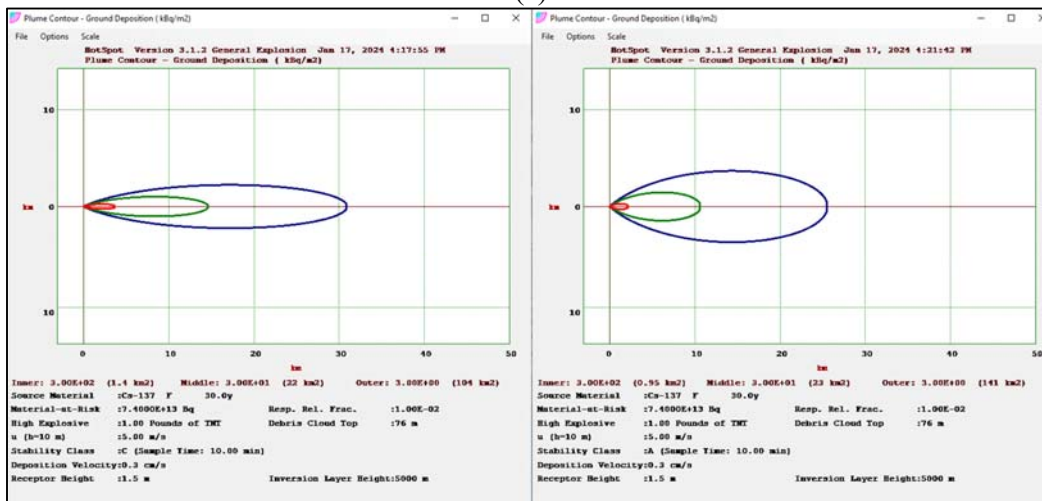 Plume Contour - Ground Deposition ( kBq/m2)
File Options Scale
HotSpot Version 3.1.2 General Explosion Jan 17, 2024 4:17:55 PM
Plume Contour - Ground Deposition ( kBq/m2)
10
km 0
10
0 10 20 30 40 50
km
Inner: 3.00E+02 (1.4 km2) Middle: 3.00E+01 (22 km2) Outer: 3.00E+00 (104 km2)
Source Material :Cs-137 F 30.0y
Material-at-Risk :7.4000E+13 Bq Resp. Rel. Frac. :1.00E-02
High Explosive :1.00 Pounds of TNT Debris Cloud Top :76 m
u (h=10 m) :5.00 m/s
Stability Class :C (Sample Time: 10.00 min)
Deposition Velocity:0.3 cm/s
Receptor Height :1.5 m Inversion Layer Height:5000 m
Plume Contour - Ground Deposition ( kBq/m2)
File Options Scale
HotSpot Version 3.1.2 General Explosion Jan 17, 2024 4:21:42 PM
Plume Contour - Ground Deposition ( kBq/m2)
10
km 0
10
0 10 20 30 40 50
km
Inner: 3.00E+02 (0.95 km2) Middle: 3.00E+01 (23 km2) Outer: 3.00E+00 (141 km2)
Source Material :Cs-137 F 30.0y
Material-at-Risk :7.4000E+13 Bq Resp. Rel. Frac. :1.00E-02
High Explosive :1.00 Pounds of TNT Debris Cloud Top :76 m
u (h=10 m) :5.00 m/s
Stability Class :A (Sample Time: 10.00 min)
Deposition Velocity:0.3 cm/s
Receptor Height :1.5 m Inversion Layer Height:5000 m